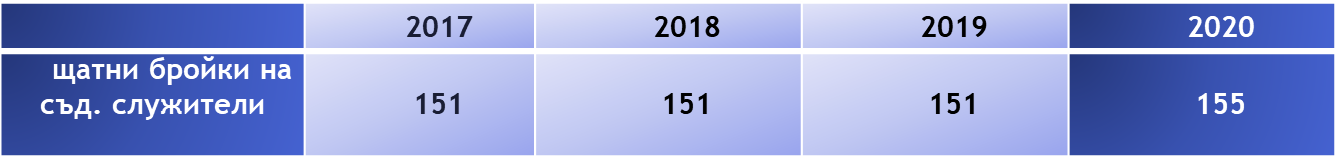 2017 2018 2019 2020
щатни бройки на
съд. служители 151 151 151 155